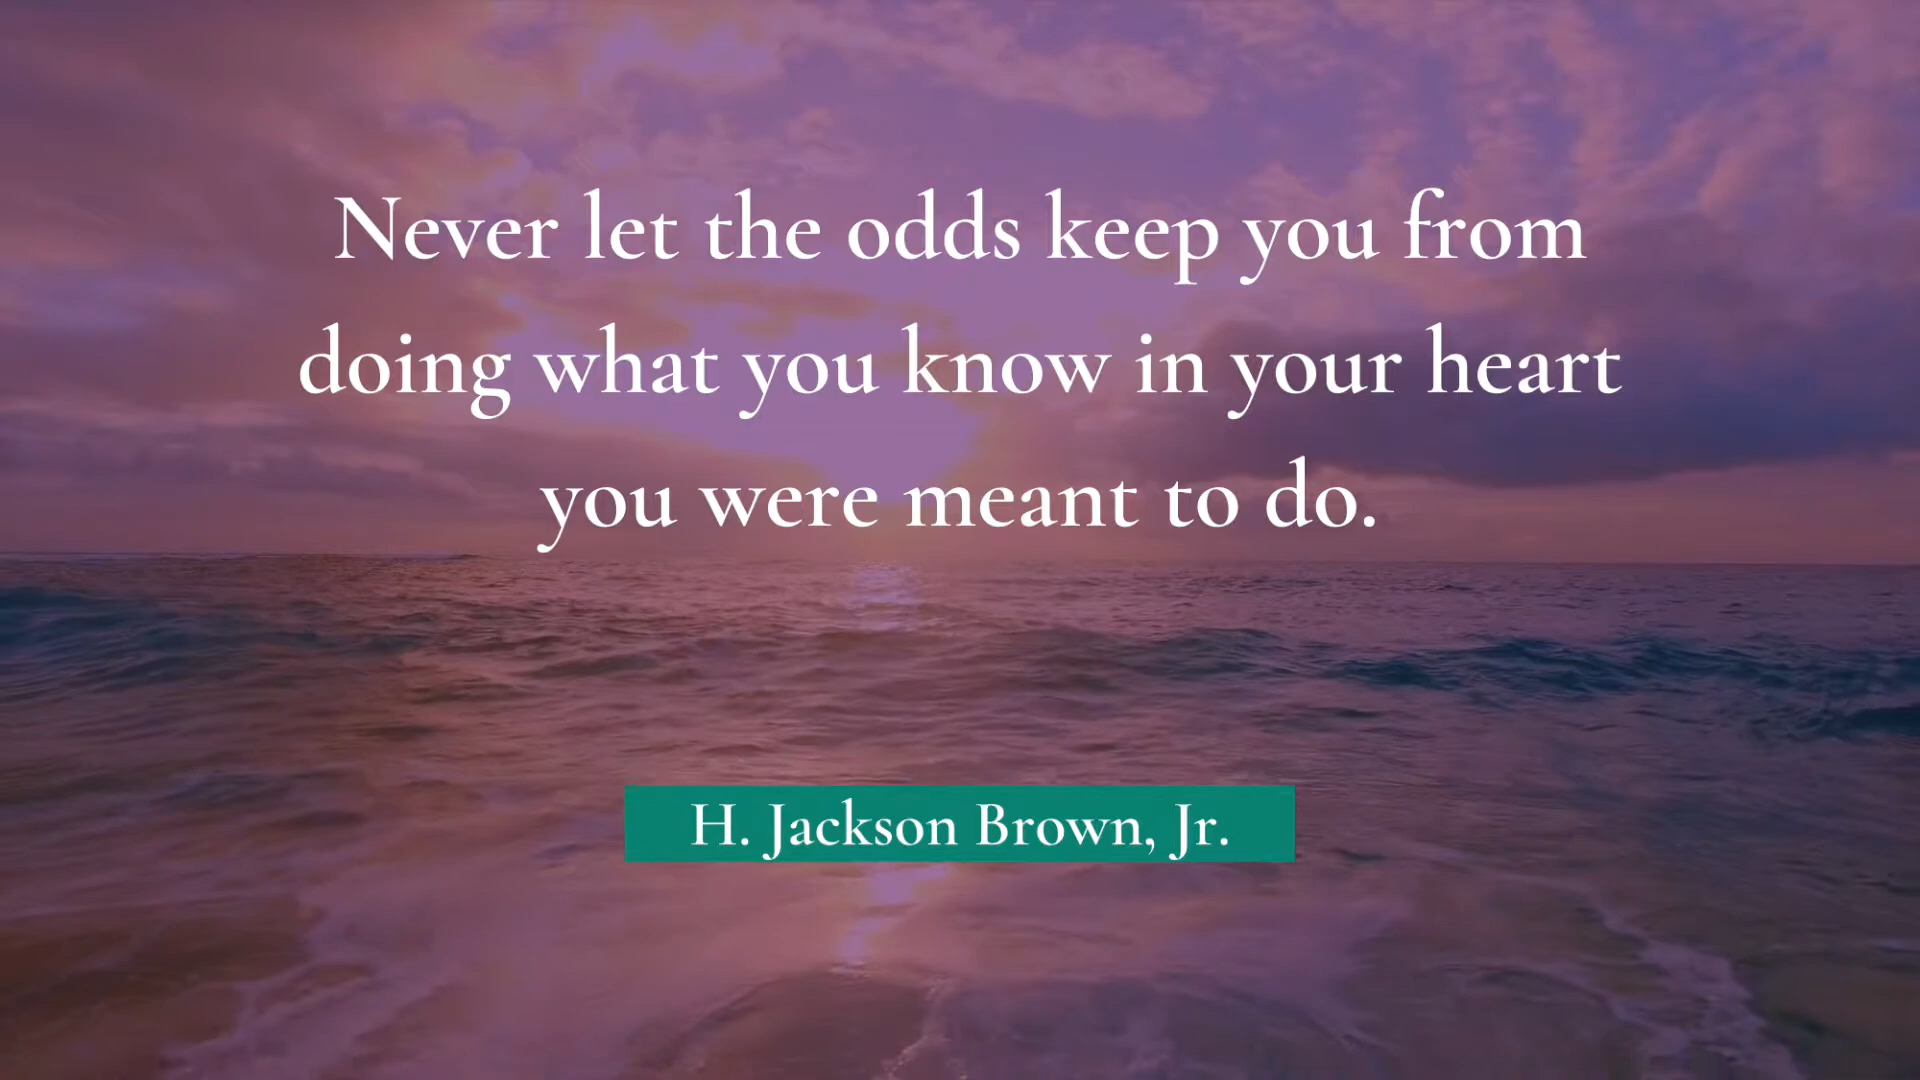 Never let the odds keep you from
doing what you know in your heart
you were meant to do.
H. Jackson Brown, Jr.